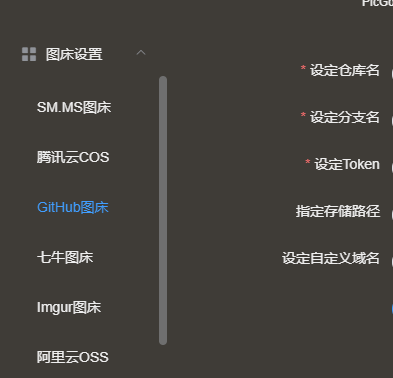 PicGo
图床设置
SM.MS图床
腾讯云COS
GitHub图床
七牛图床
Imgur图床
阿里云OSS
* 设定仓库名
* 设定分支名
* 设定Token
指定存储路径
设定自定义域名